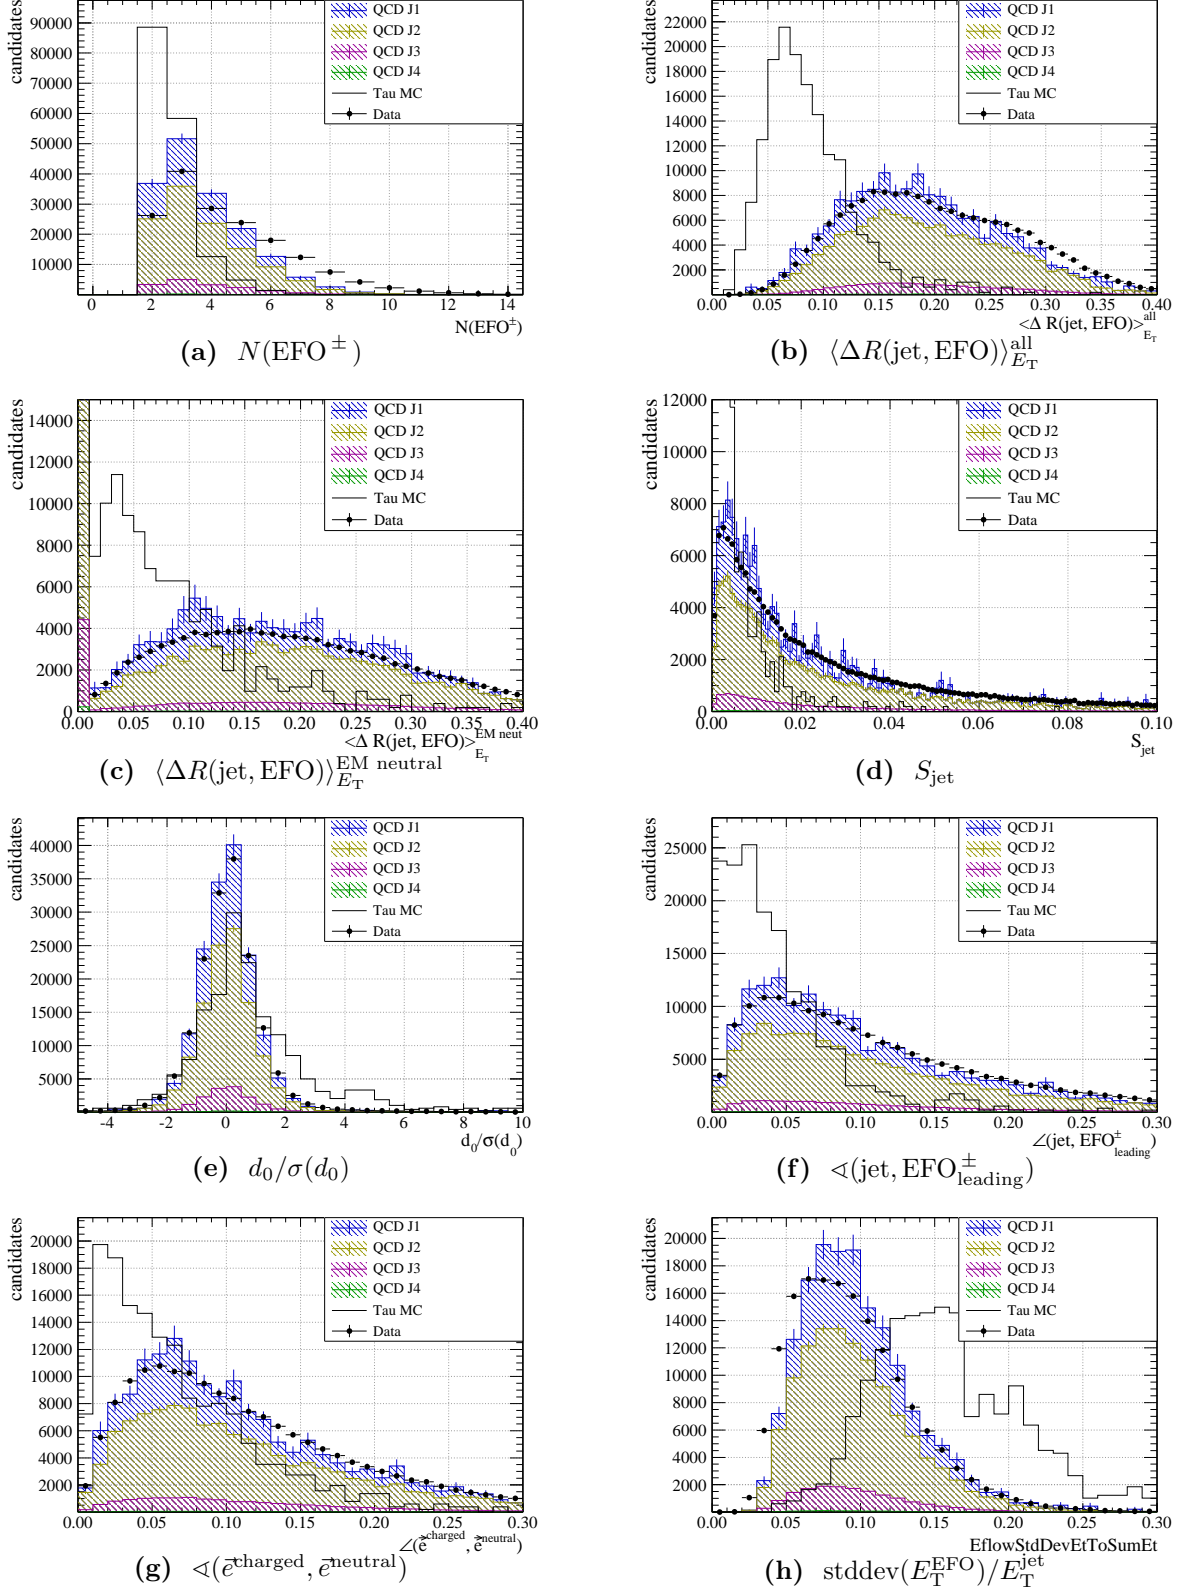 candidates
90000
80000
70000
60000
50000
40000
30000
20000
10000
QCD J1
QCD J2
QCD J3
QCD J4
Tau MC
Data
0 2 4 6 8 10 12 14
N(EFO±)
(a) N(EFO ±)
candidates
22000
20000
18000
16000
14000
12000
10000
8000
6000
4000
2000
QCD J1
QCD J2
QCD J3
QCD J4
Tau MC
Data
0.00 0.05 0.10 0.15 0.20 0.25 0.30 0.35 0.40
<Δ R(jet, EFO)>all ET
(b) ⟨ΔR(jet, EFO)⟩all ET
candidates
14000
12000
10000
8000
6000
4000
2000
0
QCD J1
QCD J2
QCD J3
QCD J4
Tau MC
Data
0.00 0.05 0.10 0.15 0.20 0.25 0.30 0.35 0.40
<Δ R(jet, EFO)>EM neut ET
(c) ⟨ΔR(jet, EFO)⟩EM neutral ET
candidates
12000
10000
8000
6000
4000
2000
0
QCD J1
QCD J2
QCD J3
QCD J4
Tau MC
Data
0.00 0.02 0.04 0.06 0.08 0.10
Sjet
(d) Sjet
candidates
40000
35000
30000
25000
20000
15000
10000
5000
QCD J1
QCD J2
QCD J3
QCD J4
Tau MC
Data
-4 -2 0 2 4 6 8 10
d0/σ(d0)
(e) d0/σ(d0)
candidates
25000
20000
15000
10000
5000
QCD J1
QCD J2
QCD J3
QCD J4
Tau MC
Data
0.00 0.05 0.10 0.15 0.20 0.25 0.30
∠(jet, EFO±leading)
(f) ∢(jet, EFO±leading)
candidates
20000
18000
16000
14000
12000
10000
8000
6000
4000
2000
QCD J1
QCD J2
QCD J3
QCD J4
Tau MC
Data
0.00 0.05 0.10 0.15 0.20 0.25 0.30
∠(e⃗charged, e⃗neutral)
(g) ∢(e⃗charged, e⃗neutral)
candidates
20000
18000
16000
14000
12000
10000
8000
6000
4000
2000
QCD J1
QCD J2
QCD J3
QCD J4
Tau MC
Data
0.00 0.05 0.10 0.15 0.20 0.25 0.30
EflowStdDevEtToSumEt
(h) stddev(ETEFO)/ETjet